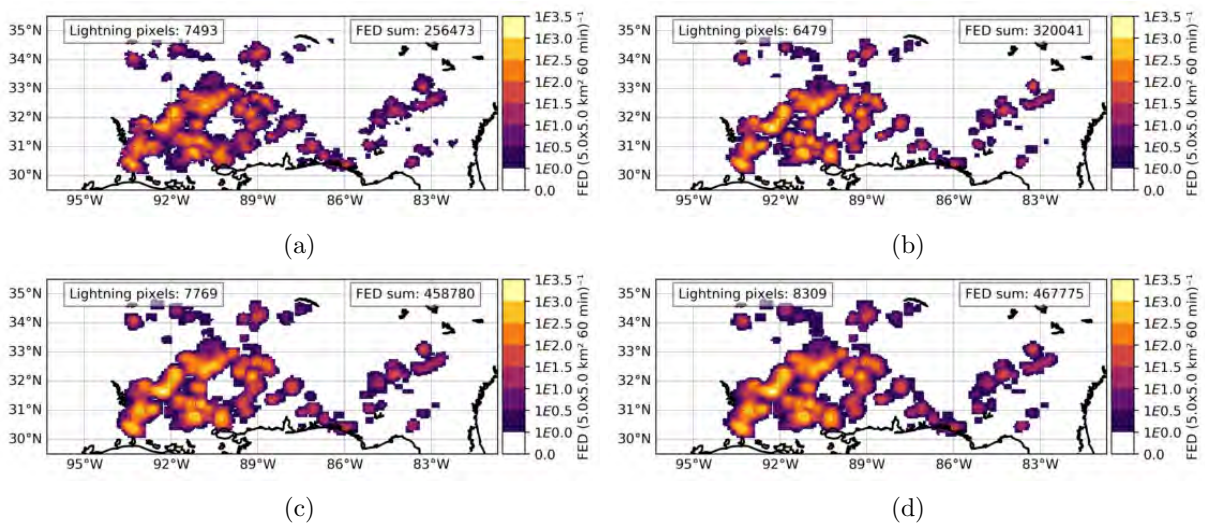 Lightning pixels: 7493
FED sum: 256473
35°N
34°N
33°N
32°N
31°N
30°N
95°W 92°W 89°W 86°W 83°W
1E3.5
1E3.0
1E2.5
1E2.0
1E1.5
1E1.0
1E0.5
1E0.0
0.0
FED (5.0x5.0 km² 60 min)⁻¹
(a)
Lightning pixels: 6479
FED sum: 320041
35°N
34°N
33°N
32°N
31°N
30°N
95°W 92°W 89°W 86°W 83°W
1E3.5
1E3.0
1E2.5
1E2.0
1E1.5
1E1.0
1E0.5
1E0.0
0.0
FED (5.0x5.0 km² 60 min)⁻¹
(b)
Lightning pixels: 7769
FED sum: 458780
35°N
34°N
33°N
32°N
31°N
30°N
95°W 92°W 89°W 86°W 83°W
1E3.5
1E3.0
1E2.5
1E2.0
1E1.5
1E1.0
1E0.5
1E0.0
0.0
FED (5.0x5.0 km² 60 min)⁻¹
(c)
Lightning pixels: 8309
FED sum: 467775
35°N
34°N
33°N
32°N
31°N
30°N
95°W 92°W 89°W 86°W 83°W
1E3.5
1E3.0
1E2.5
1E2.0
1E1.5
1E1.0
1E0.5
1E0.0
0.0
FED (5.0x5.0 km² 60 min)⁻¹
(d)